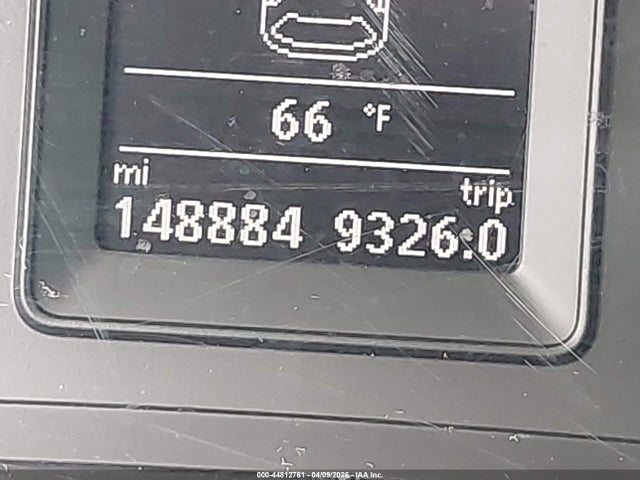 66 °F
mi trip
148884 9326.0
000-44812761 - 04/09/2026 - IAA Inc.